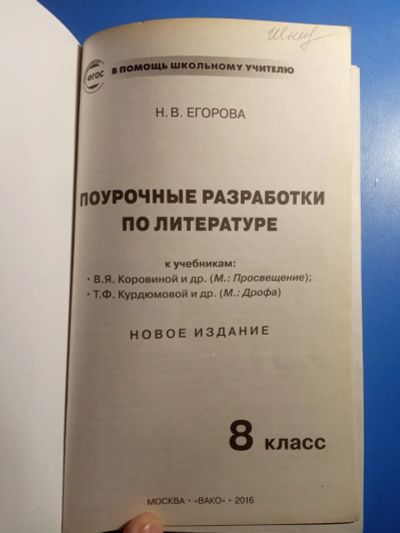 ФГОС
В ПОМОЩЬ ШКОЛЬНОМУ УЧИТЕЛЮ
Н. В. ЕГОРОВА
ПОУРОЧНЫЕ РАЗРАБОТКИ
ПО ЛИТЕРАТУРЕ
к учебникам:
• В.Я. Коровиной и др. (М.: Просвещение);
• Т.Ф. Курдюмовой и др. (М.: Дрофа)
НОВОЕ ИЗДАНИЕ
8 класс
МОСКВА • «ВАКО» • 2016